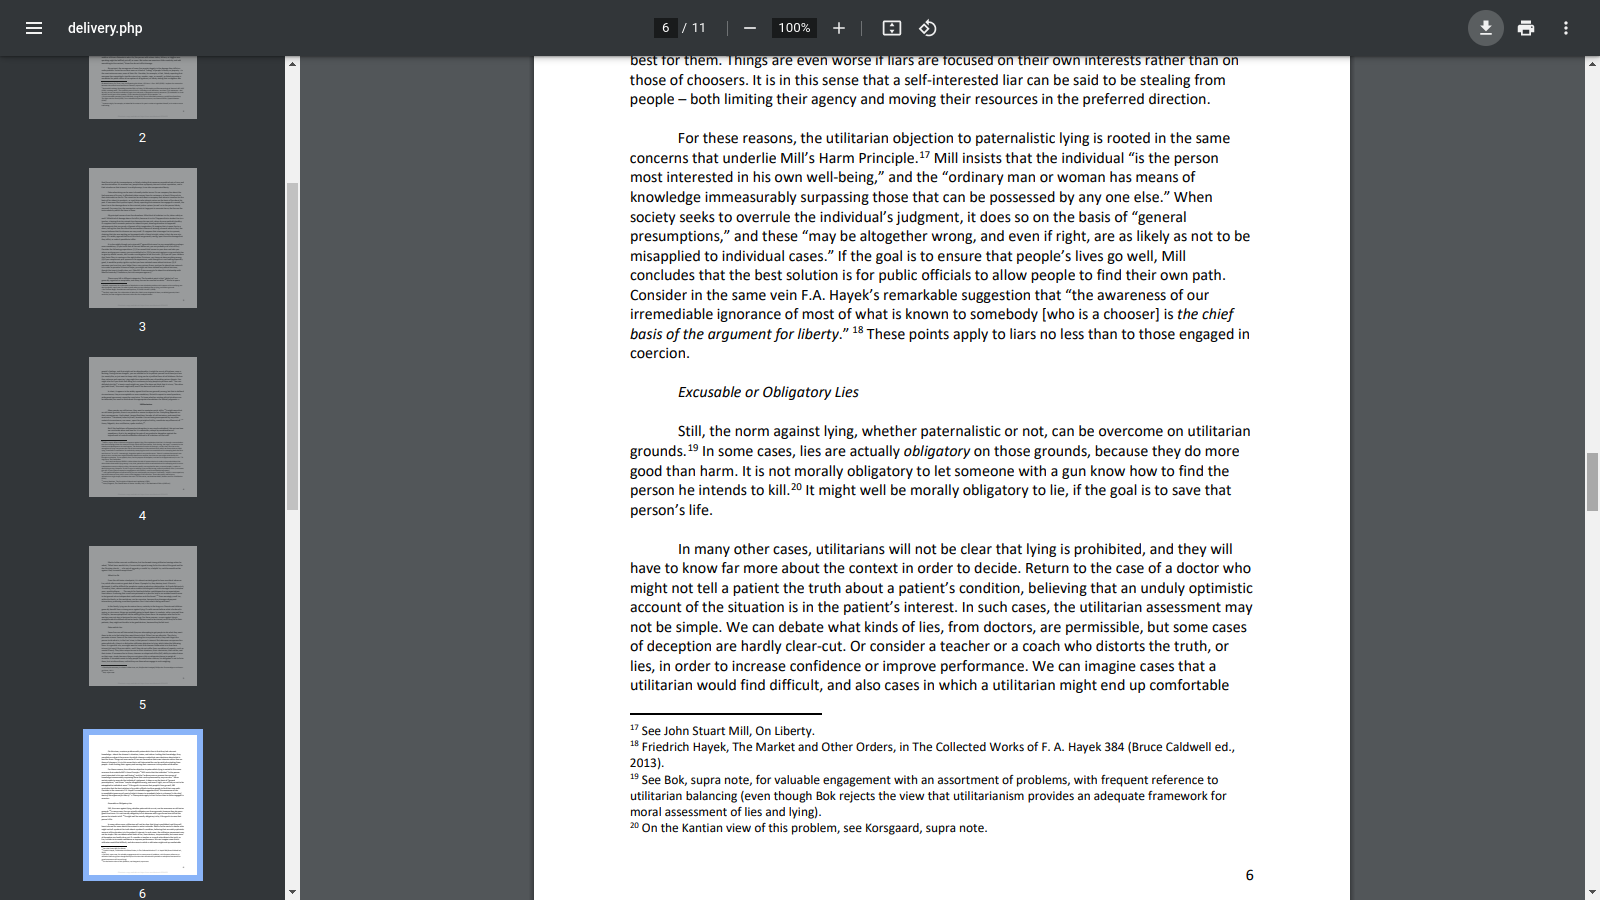 delivery.php
6 / 11
100%
2
3
4
5
6
best for them. Things are even worse if liars are focused on their own interests rather than on
those of choosers. It is in this sense that a self-interested liar can be said to be stealing from
people – both limiting their agency and moving their resources in the preferred direction.
For these reasons, the utilitarian objection to paternalistic lying is rooted in the same
concerns that underlie Mill’s Harm Principle.17 Mill insists that the individual “is the person
most interested in his own well-being,” and the “ordinary man or woman has means of
knowledge immeasurably surpassing those that can be possessed by any one else.” When
society seeks to overrule the individual’s judgment, it does so on the basis of “general
presumptions,” and these “may be altogether wrong, and even if right, are as likely as not to be
misapplied to individual cases.” If the goal is to ensure that people’s lives go well, Mill
concludes that the best solution is for public officials to allow people to find their own path.
Consider in the same vein F.A. Hayek’s remarkable suggestion that “the awareness of our
irremediable ignorance of most of what is known to somebody [who is a chooser] is the chief
basis of the argument for liberty.” 18 These points apply to liars no less than to those engaged in
coercion.
Excusable or Obligatory Lies
Still, the norm against lying, whether paternalistic or not, can be overcome on utilitarian
grounds.19 In some cases, lies are actually obligatory on those grounds, because they do more
good than harm. It is not morally obligatory to let someone with a gun know how to find the
person he intends to kill.20 It might well be morally obligatory to lie, if the goal is to save that
person’s life.
In many other cases, utilitarians will not be clear that lying is prohibited, and they will
have to know far more about the context in order to decide. Return to the case of a doctor who
might not tell a patient the truth about a patient’s condition, believing that an unduly optimistic
account of the situation is in the patient’s interest. In such cases, the utilitarian assessment may
not be simple. We can debate what kinds of lies, from doctors, are permissible, but some cases
of deception are hardly clear-cut. Or consider a teacher or a coach who distorts the truth, or
lies, in order to increase confidence or improve performance. We can imagine cases that a
utilitarian would find difficult, and also cases in which a utilitarian might end up comfortable
17 See John Stuart Mill, On Liberty.
18 Friedrich Hayek, The Market and Other Orders, in The Collected Works of F. A. Hayek 384 (Bruce Caldwell ed.,
2013).
19 See Bok, supra note, for valuable engagement with an assortment of problems, with frequent reference to
utilitarian balancing (even though Bok rejects the view that utilitarianism provides an adequate framework for
moral assessment of lies and lying).
20 On the Kantian view of this problem, see Korsgaard, supra note.
6